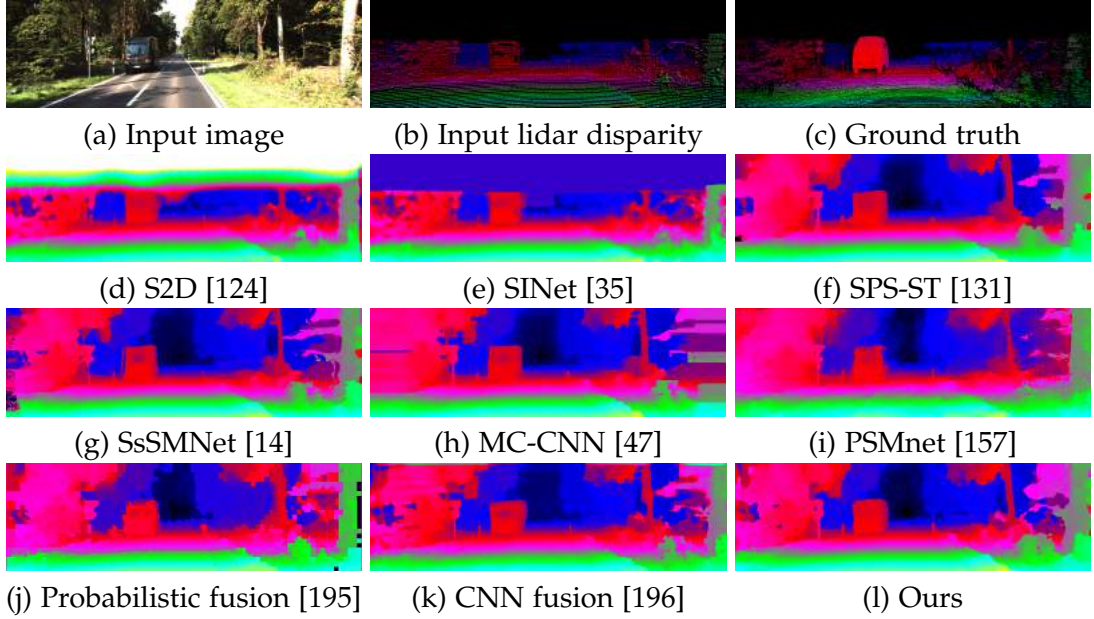 (a) Input image
(b) Input lidar disparity
(c) Ground truth
(d) S2D [124]
(e) SINet [35]
(f) SPS-ST [131]
(g) SsSMNet [14]
(h) MC-CNN [47]
(i) PSMnet [157]
(j) Probabilistic fusion [195]
(k) CNN fusion [196]
(l) Ours